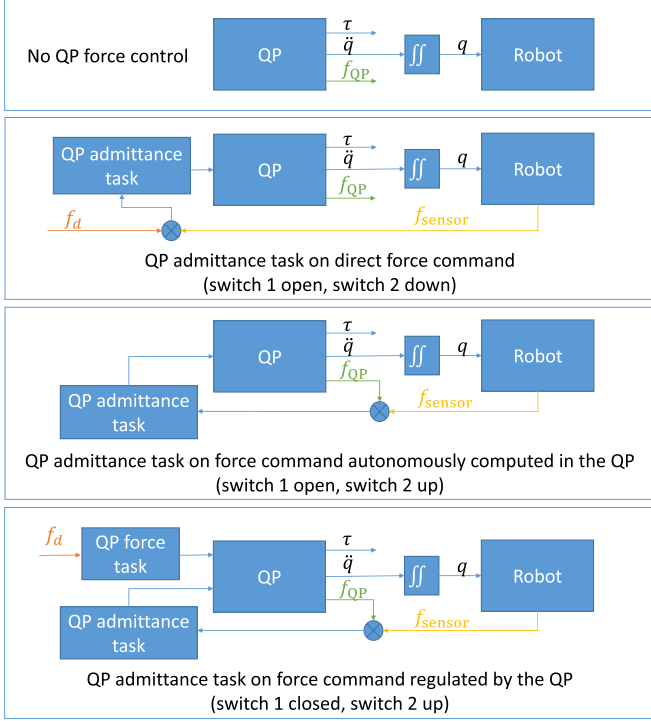 No QP force control
QP
τ
q̈
f_QP
∬
q
Robot
QP admittance
task
QP
τ
q̈
f_QP
∬
q
Robot
f_d
f_sensor
QP admittance task on direct force command
(switch 1 open, switch 2 down)
QP
τ
q̈
f_QP
∬
q
Robot
QP admittance
task
f_sensor
QP admittance task on force command autonomously computed in the QP
(switch 1 open, switch 2 up)
f_d
QP force
task
QP
τ
q̈
f_QP
∬
q
Robot
QP admittance
task
f_sensor
QP admittance task on force command regulated by the QP
(switch 1 closed, switch 2 up)